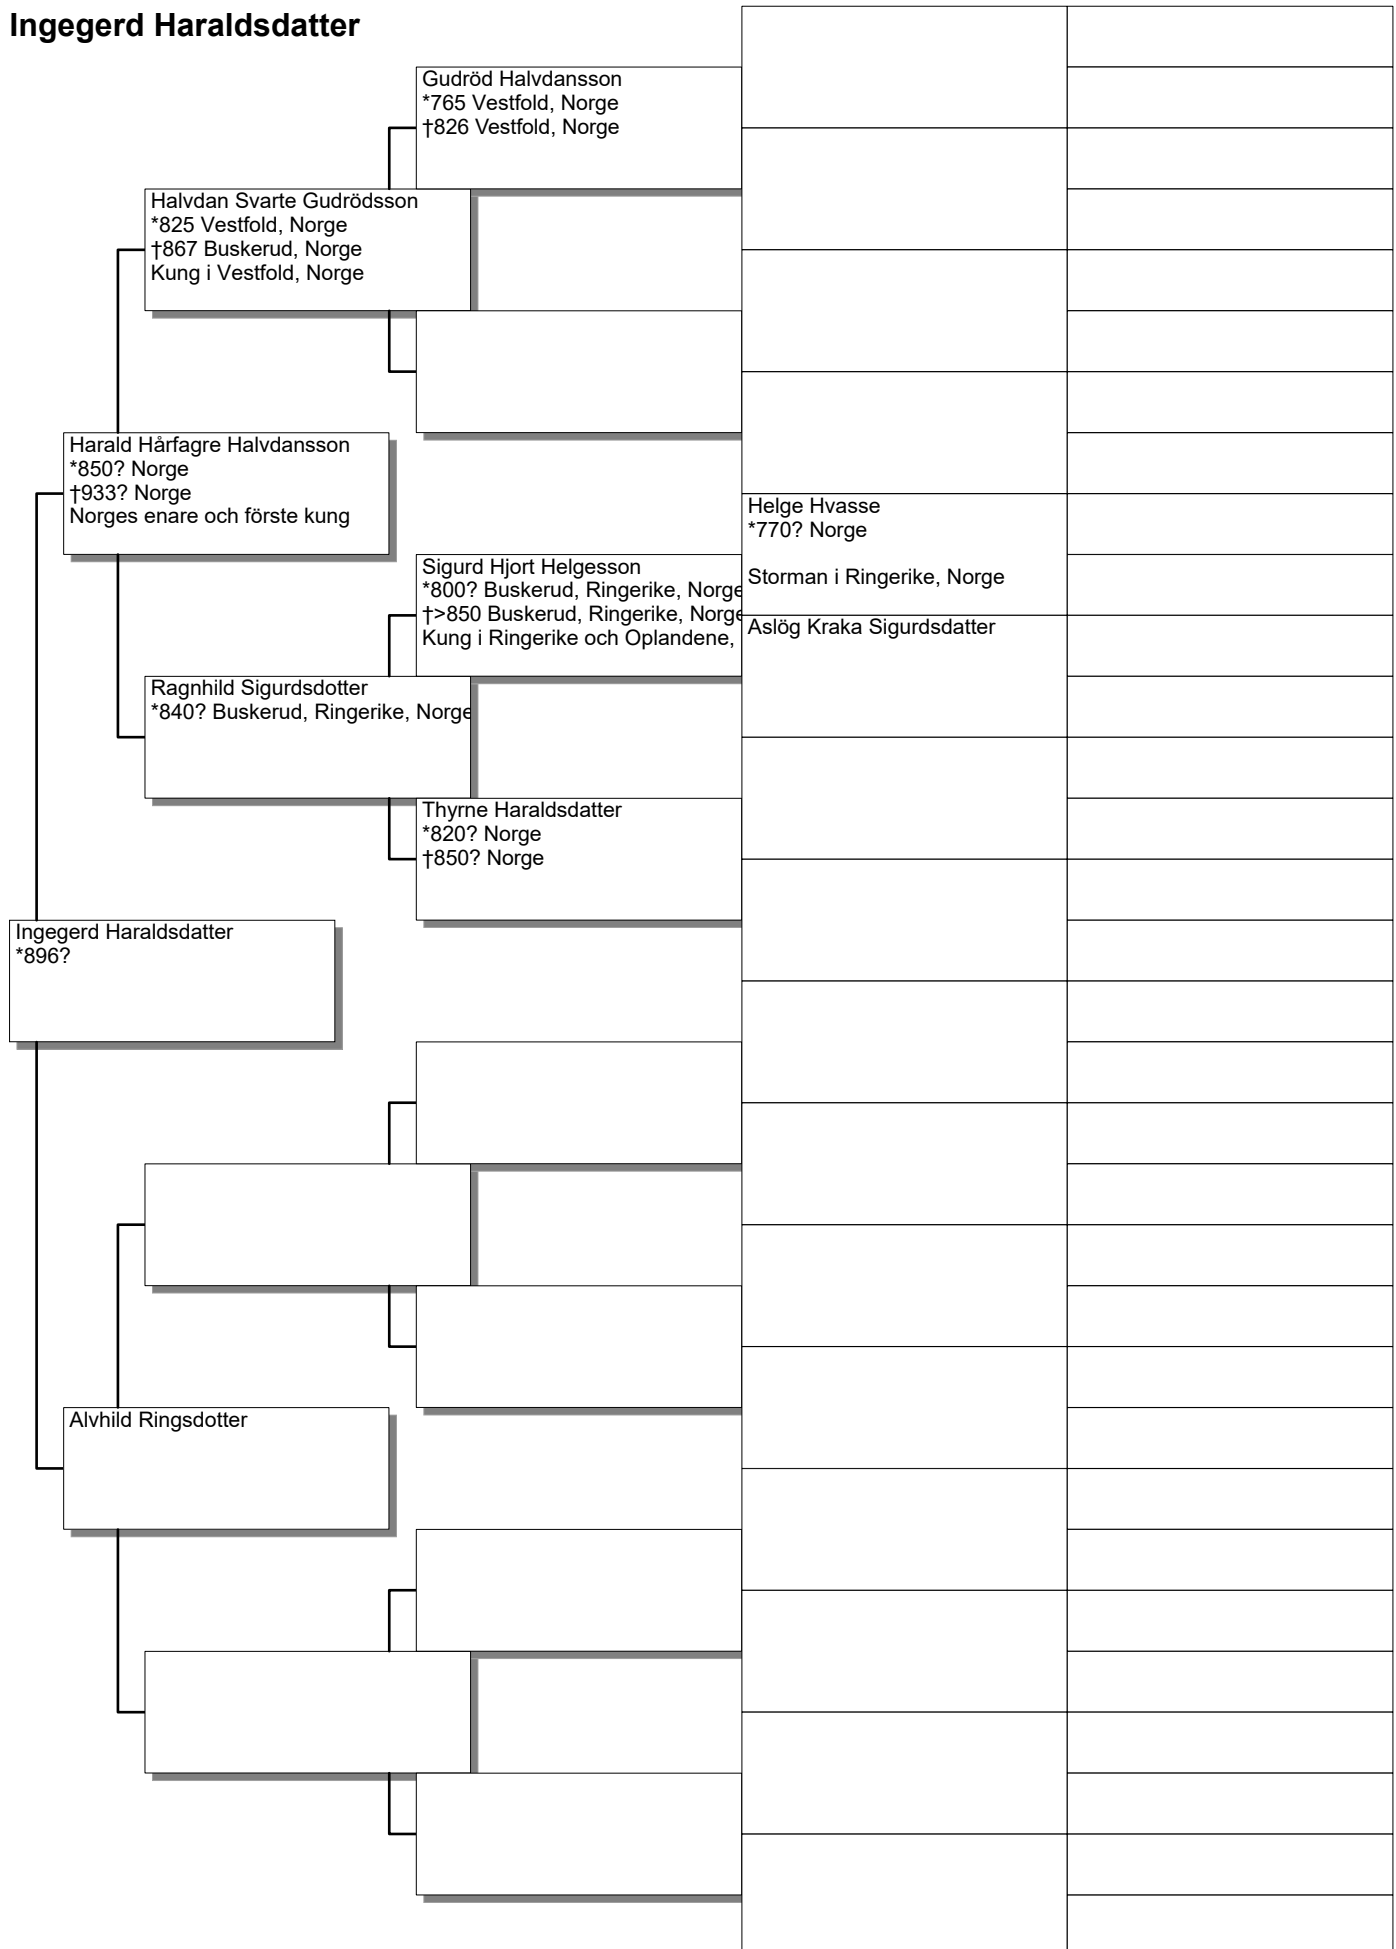 Ingegerd Haraldsdatter
Gudröd Halvdansson
*765 Vestfold, Norge
†826 Vestfold, Norge
Halvdan Svarte Gudrödsson
*825 Vestfold, Norge
†867 Buskerud, Norge
Kung i Vestfold, Norge
Harald Hårfagre Halvdansson
*850? Norge
†933? Norge
Norges enare och förste kung
Helge Hvasse
*770? Norge
Storman i Ringerike, Norge
Sigurd Hjort Helgesson
*800? Buskerud, Ringerike, Norge
†>850 Buskerud, Ringerike, Norge
Kung i Ringerike och Oplandene,
Aslög Kraka Sigurdsdatter
Ragnhild Sigurdsdotter
*840? Buskerud, Ringerike, Norge
Thyrne Haraldsdatter
*820? Norge
†850? Norge
Ingegerd Haraldsdatter
*896?
Alvhild Ringsdotter